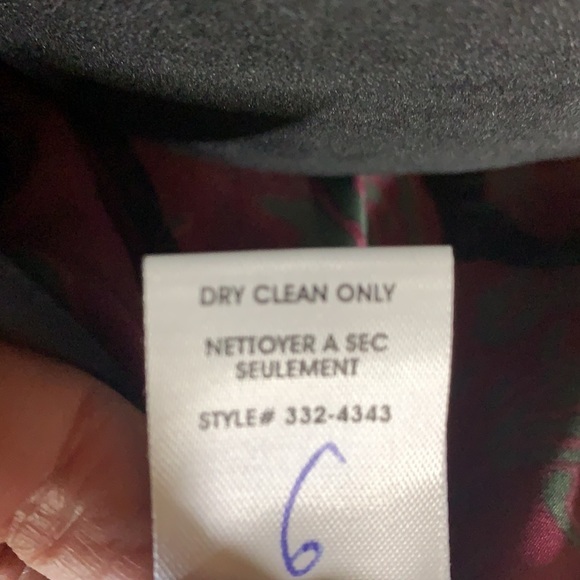 DRY CLEAN ONLY
NETTOYER A SEC
SEULEMENT
STYLE# 332-4343
6